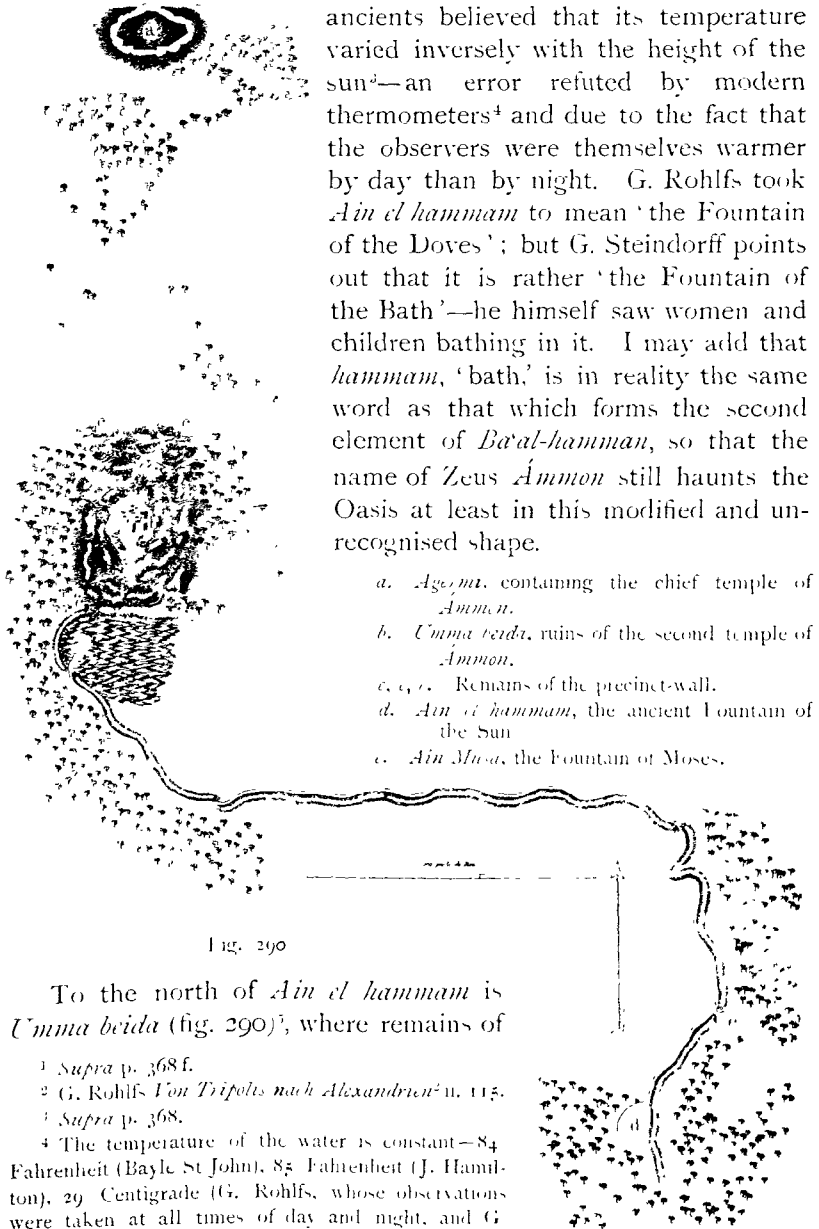 ancients believed that its temperature
varied inversely with the height of the
sun³—an error refuted by modern
thermometers⁴ and due to the fact that
the observers were themselves warmer
by day than by night. G. Rohlfs took
Ain el hammam to mean ‘the Fountain
of the Doves’; but G. Steindorff points
out that it is rather ‘the Fountain of
the Bath’—he himself saw women and
children bathing in it. I may add that
hammam, ‘bath,’ is in reality the same
word as that which forms the second
element of Ba‘al-hamman, so that the
name of Zeus Ámmon still haunts the
Oasis at least in this modified and un-
recognised shape.
a. Agermi, containing the chief temple of
Ammon.
b. Umma beida, ruins of the second temple of
Ámmon.
c, c, c. Remains of the precinct-wall.
d. Ain el hammam, the ancient Fountain of
the Sun
e. Ain Musa, the Fountain of Moses.
a
Fig. 290
To the north of Ain el hammam is
Umma beida (fig. 290)⁵, where remains of
¹ Supra p. 368 f.
² G. Rohlfs Von Tripolis nach Alexandrien² ii. 115.
³ Supra p. 368.
⁴ The temperature of the water is constant—84
Fahrenheit (Bayle St John), 85 Fahrenheit (J. Hamil-
ton), 29 Centigrade (G. Rohlfs, whose observations
were taken at all times of day and night, and G
d